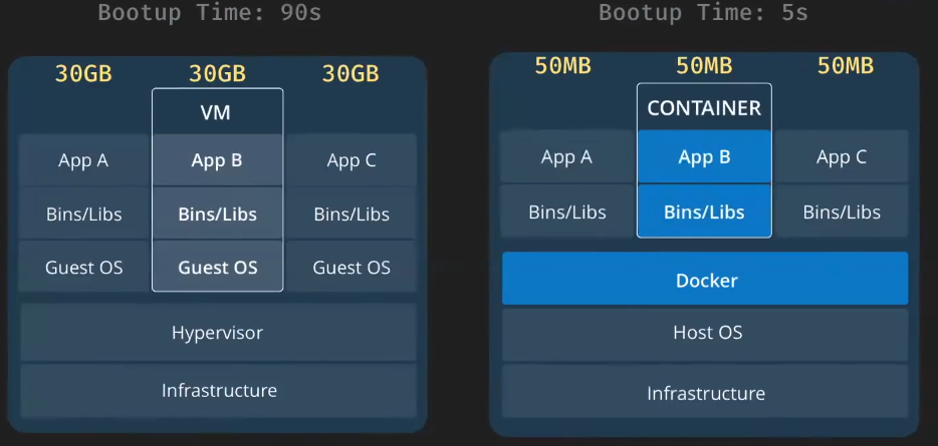 Bootup Time: 90s
30GB 30GB 30GB
VM
App A App B App C
Bins/Libs Bins/Libs Bins/Libs
Guest OS Guest OS Guest OS
Hypervisor
Infrastructure
Bootup Time: 5s
50MB 50MB 50MB
CONTAINER
App A App B App C
Bins/Libs Bins/Libs Bins/Libs
Docker
Host OS
Infrastructure